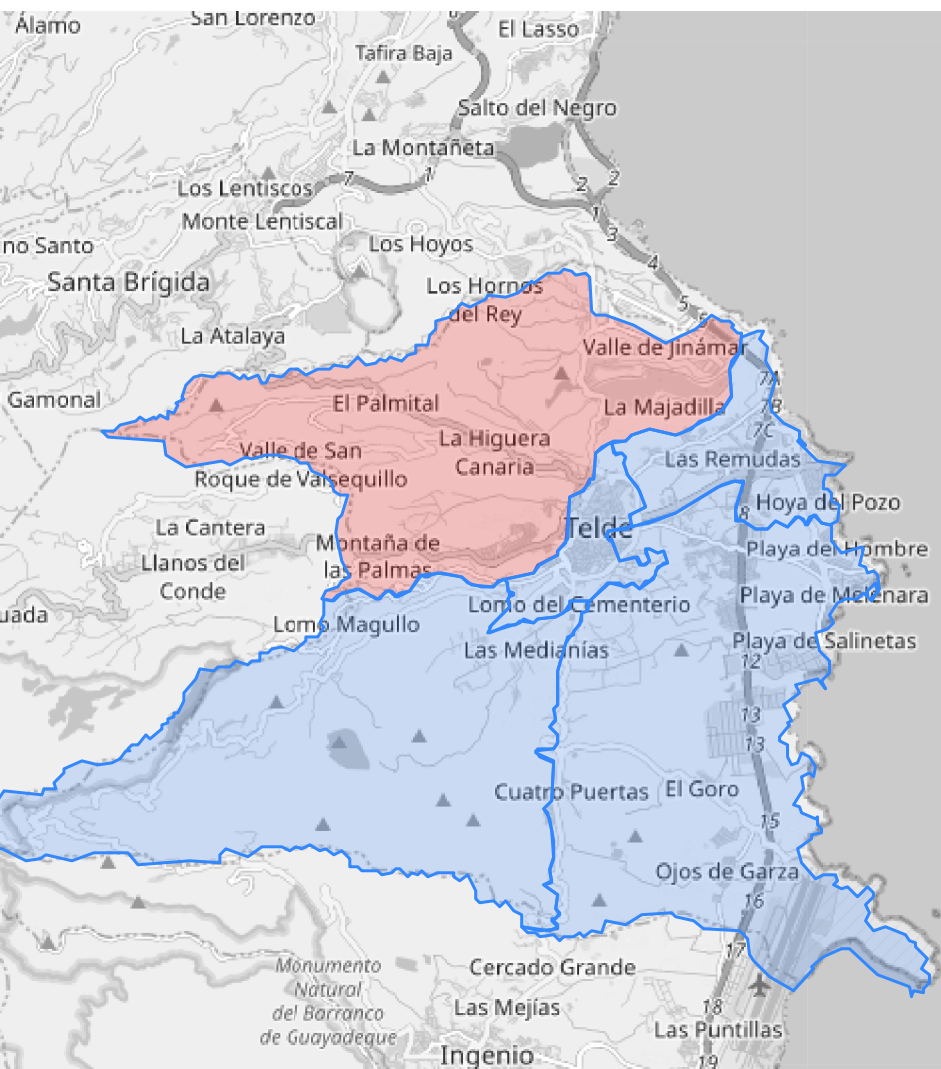 Álamo
San Lorenzo
6
El Lasso
Tafira Baja
Salto del Negro
La Montañeta
Los Lentiscos
7
1
2
2
Monte Lentiscal
1
3
no Santo
Los Hoyos
4
Santa Brígida
Los Hornos
del Rey
5
La Atalaya
Valle de Jinámar
7A
Gamonal
El Palmital
La Majadilla
7B
7C
La Higuera
Canaria
Valle de San
Roque de Valsequillo
Las Remudas
Hoya del Pozo
8
La Cantera
Telde
Montaña de
las Palmas
Playa del Hombre
Llanos del
Conde
Playa de Melenara
uada
Lomo del Cementerio
Lomo Magullo
Playa de Salinetas
Las Medianías
12
13
13
Cuatro Puertas
El Goro
15
Ojos de Garza
16
17
Monumento
Natural
del Barranco
de Guayadeque
Cercado Grande
Las Mejías
18
Las Puntillas
Ingenio
19